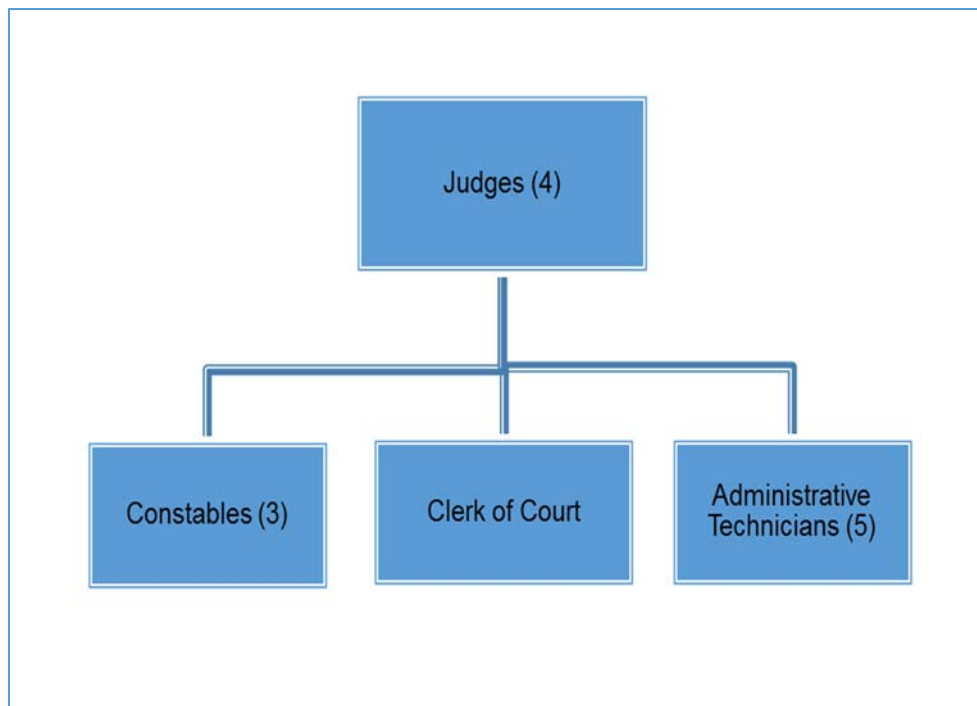 Judges (4)
Constables (3)
Clerk of Court
Administrative
Technicians (5)